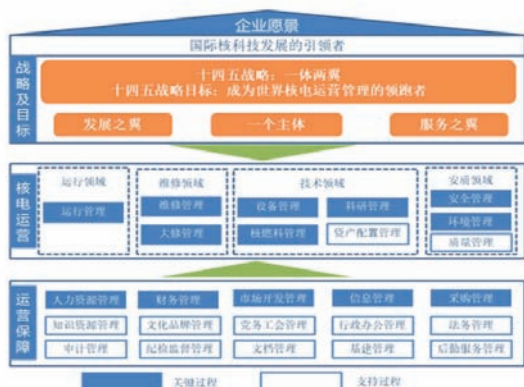 企业愿景
国际核科技发展的引领者
战略及目标
十四五战略：一体两翼
十四五战略目标：成为世界核电运营管理的领跑者
发展之翼 一个主体 服务之翼
核电运营
运行领域 维修领域 技术领域 安质领域
运行管理 维修管理 设备管理 科研管理 安全管理
大修管理 核燃料管理 资产配置管理 环境管理
质量管理
运营保障
人力资源管理 财务管理 市场开发管理 信息管理 采购管理
知识资源管理 文化品牌管理 党务工会管理 行政办公管理 法务管理
审计管理 纪检监督管理 文档管理 基建管理 后勤服务管理
关键过程 支持过程